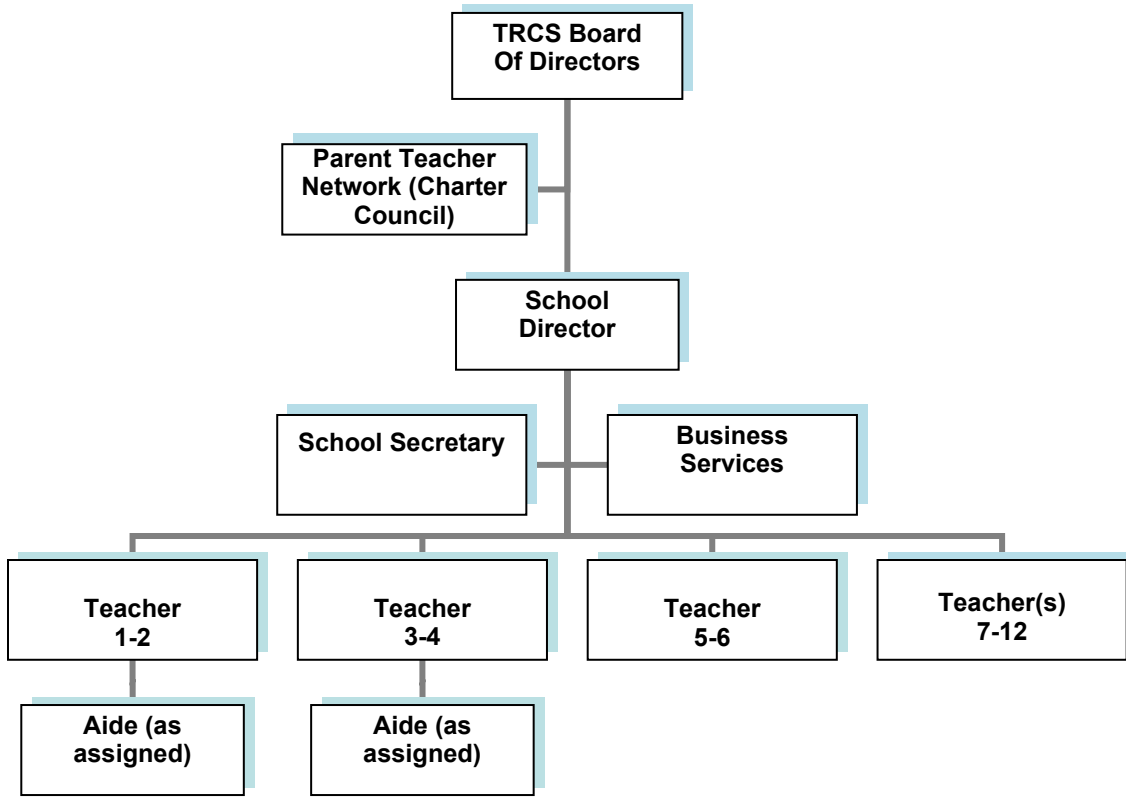 TRCS Board
Of Directors
Parent Teacher
Network (Charter
Council)
School
Director
School Secretary
Business
Services
Teacher
1-2
Teacher
3-4
Teacher
5-6
Teacher(s)
7-12
Aide (as
assigned)
Aide (as
assigned)